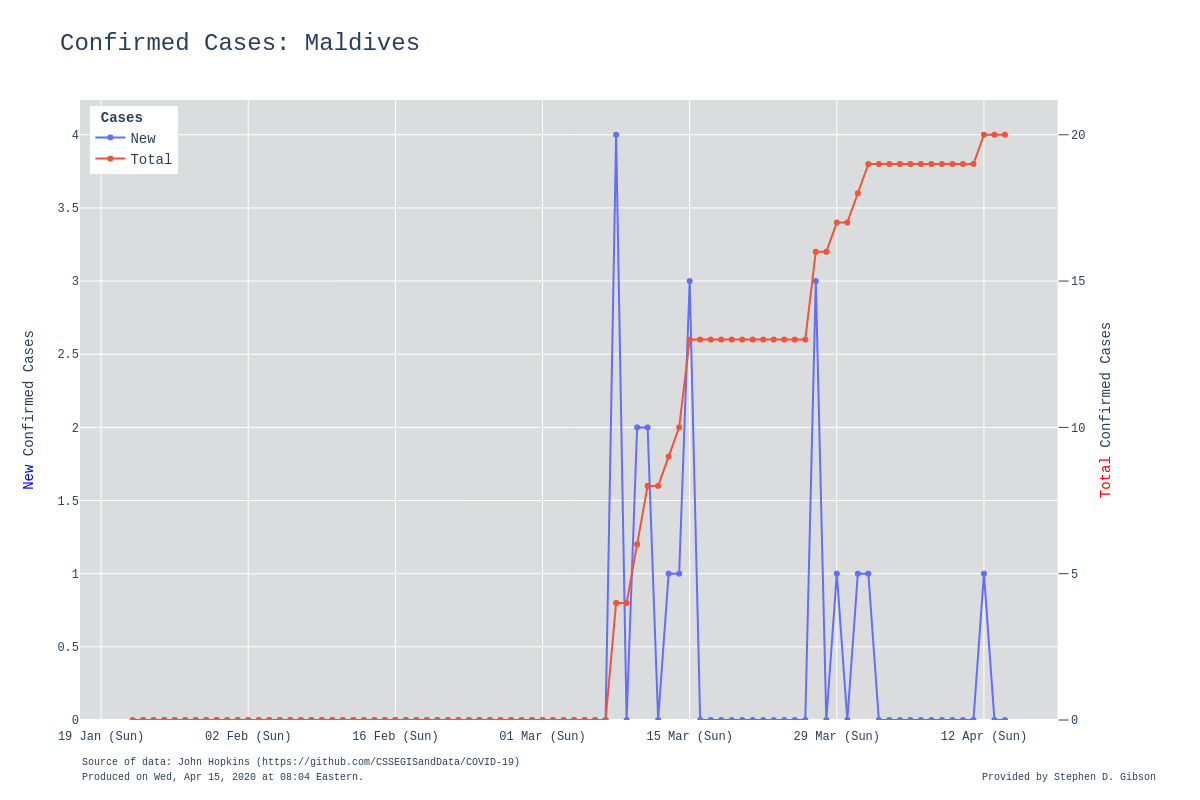 Confirmed Cases: Maldives
Cases
New
Total
4
3.5
3
2.5
2
1.5
1
0.5
0
20
15
10
5
0
New Confirmed Cases
Total Confirmed Cases
19 Jan (Sun) 02 Feb (Sun) 16 Feb (Sun) 01 Mar (Sun) 15 Mar (Sun) 29 Mar (Sun) 12 Apr (Sun)
Source of data: John Hopkins (https://github.com/CSSEGISandData/COVID-19)
Produced on Wed, Apr 15, 2020 at 08:04 Eastern.
Provided by Stephen D. Gibson